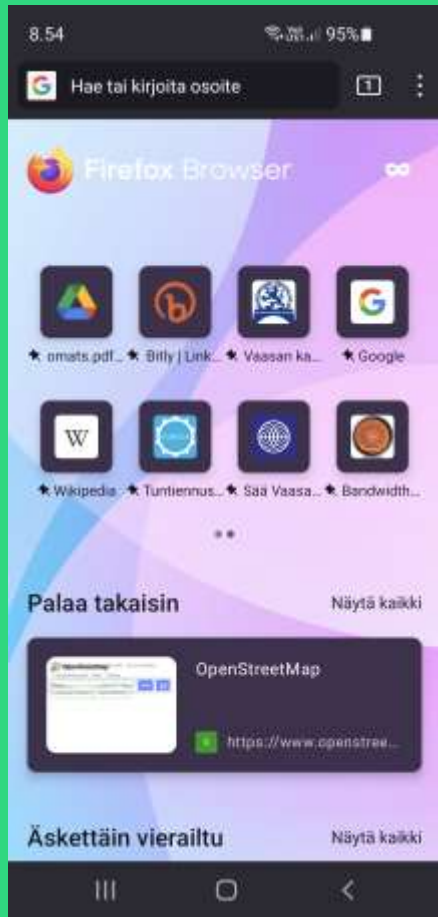 8.54 95%
Hae tai kirjoita osoite 1
Firefox Browser
omats.pdf... Bitly | Link... Vaasan ka... Google
W
Wikipedia Tuntiennus... Sää Vaasa... Bandwidth...
Palaa takaisin Näytä kaikki
OpenStreetMap
https://www.openstree...
Äskettäin vierailtu Näytä kaikki